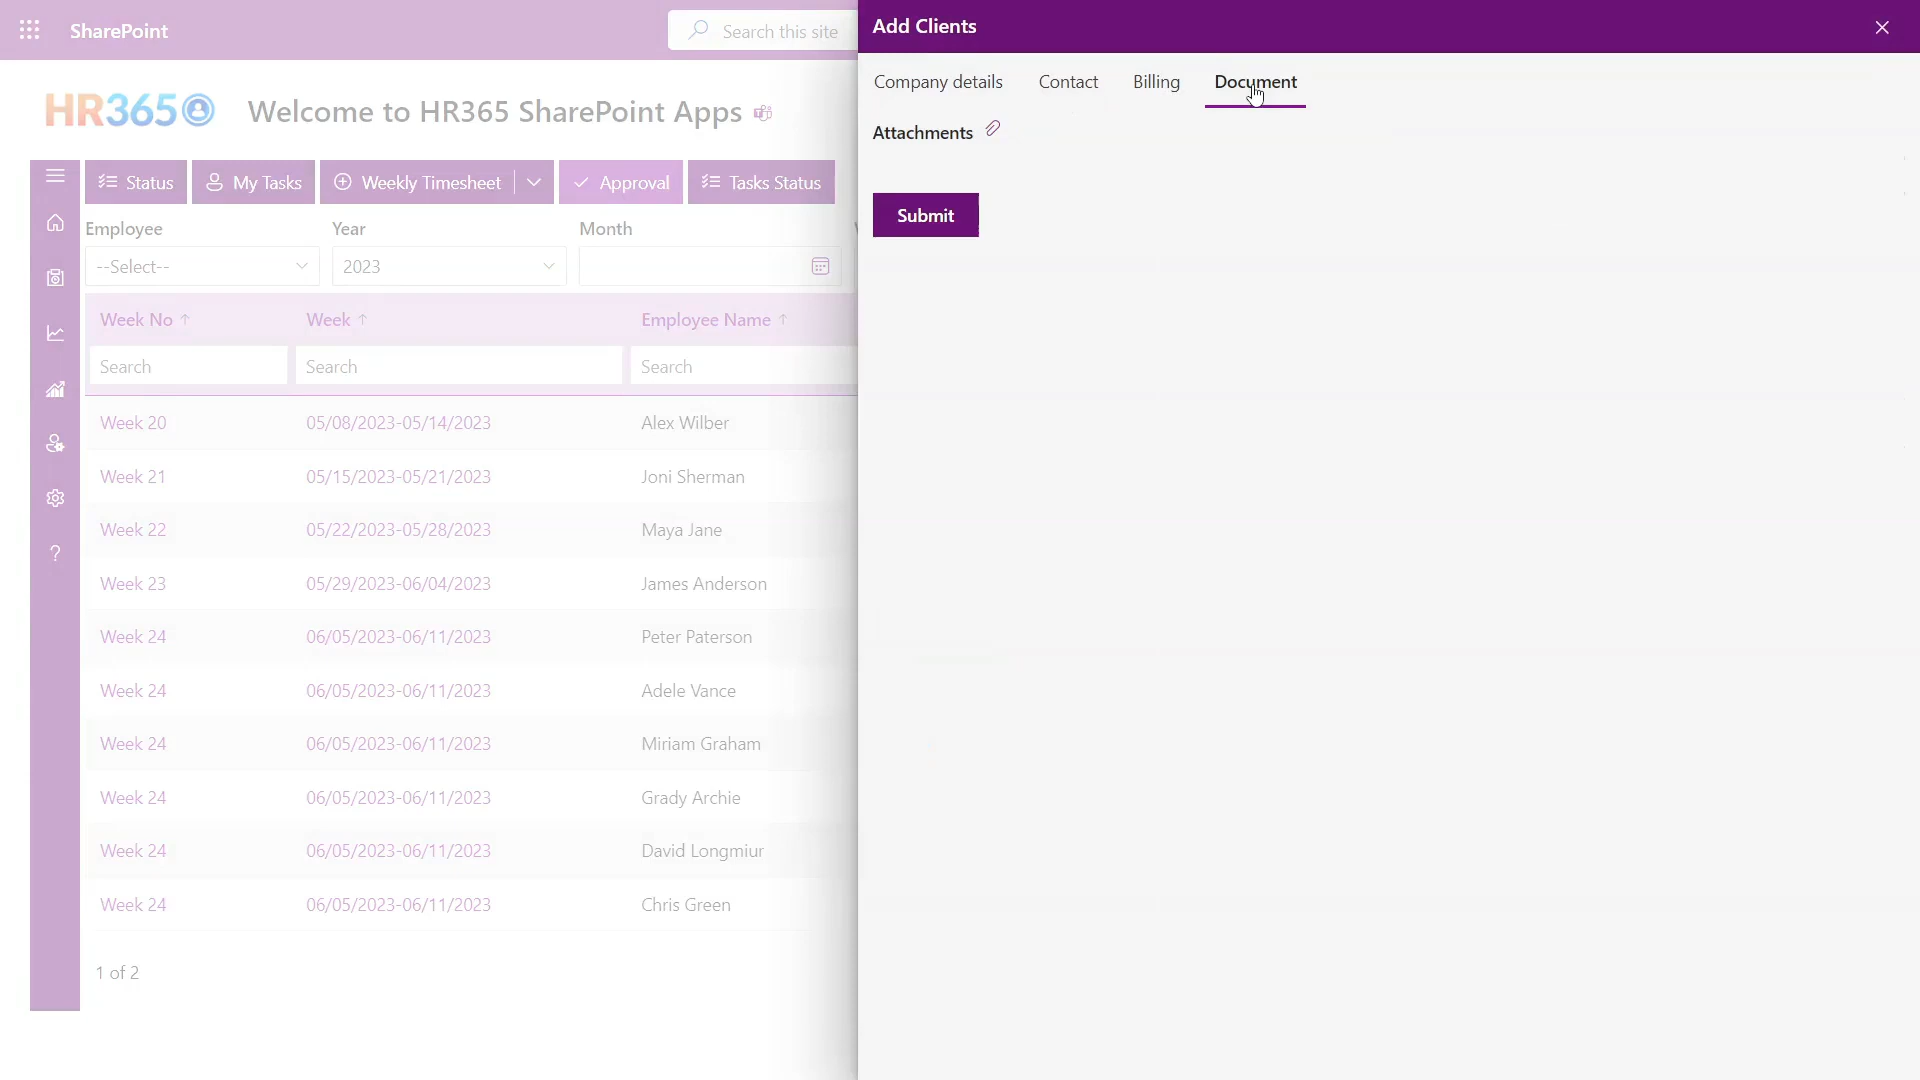 SharePoint
Search this site
Add Clients
HR365
Welcome to HR365 SharePoint Apps
Company details Contact Billing Document
Attachments
Submit
Status My Tasks Weekly Timesheet Approval Tasks Status
Employee Year Month
--Select-- 2023
Week No Week Employee Name
Search Search Search
Week 20 05/08/2023-05/14/2023 Alex Wilber
Week 21 05/15/2023-05/21/2023 Joni Sherman
Week 22 05/22/2023-05/28/2023 Maya Jane
Week 23 05/29/2023-06/04/2023 James Anderson
Week 24 06/05/2023-06/11/2023 Peter Paterson
Week 24 06/05/2023-06/11/2023 Adele Vance
Week 24 06/05/2023-06/11/2023 Miriam Graham
Week 24 06/05/2023-06/11/2023 Grady Archie
Week 24 06/05/2023-06/11/2023 David Longmiur
Week 24 06/05/2023-06/11/2023 Chris Green
1 of 2